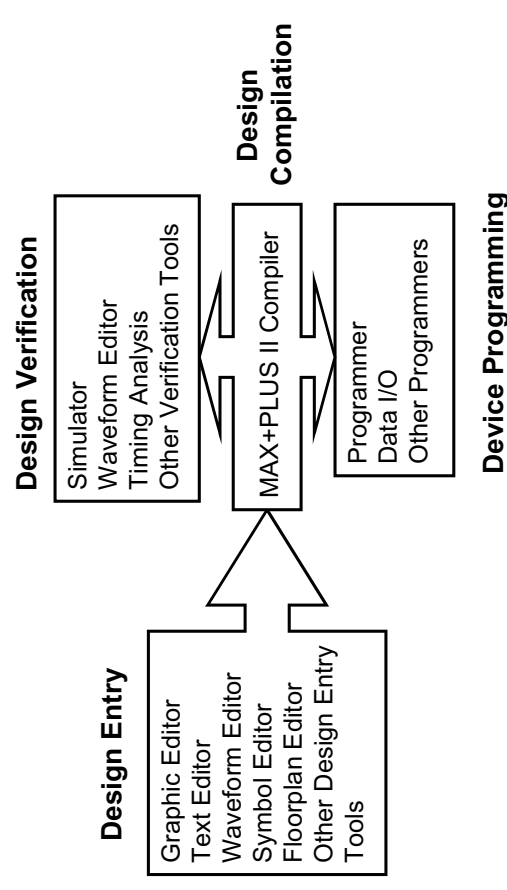 Design Entry
Graphic Editor
Text Editor
Waveform Editor
Symbol Editor
Floorplan Editor
Other Design Entry
Tools
Design Verification
Simulator
Waveform Editor
Timing Analysis
Other Verification Tools
MAX+PLUS II Compiler
Design
Compilation
Programmer
Data I/O
Other Programmers
Device Programming